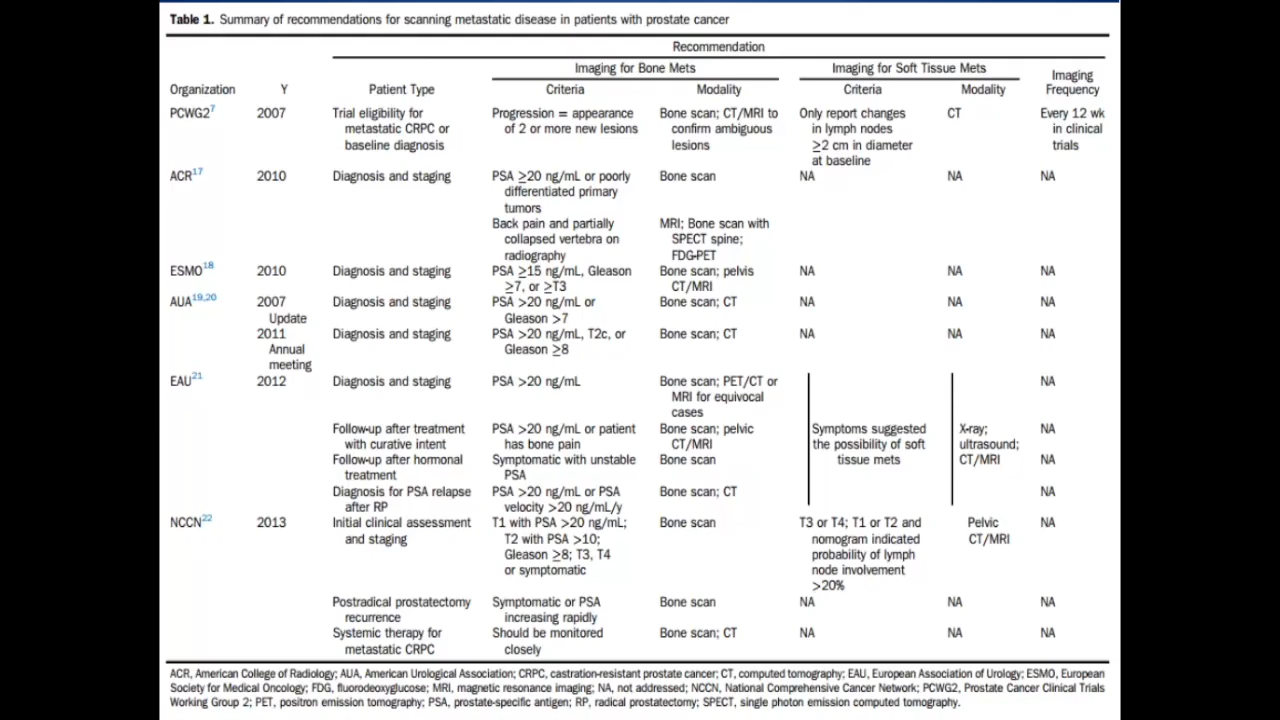 Table 1. Summary of recommendations for scanning metastatic disease in patients with prostate cancer
Recommendation
Imaging for Bone Mets Imaging for Soft Tissue Mets
Imaging
Organization Y Patient Type Criteria Modality Criteria Modality Frequency
PCWG27 2007 Trial eligibility for Progression = appearance Bone scan; CT/MRI to Only report changes CT Every 12 wk
metastatic CRPC or of 2 or more new lesions confirm ambiguous in lymph nodes in clinical
baseline diagnosis lesions ≥2 cm in diameter trials
at baseline
ACR17 2010 Diagnosis and staging PSA ≥20 ng/mL or poorly Bone scan NA NA NA
differentiated primary
tumors
Back pain and partially MRI; Bone scan with
collapsed vertebra on SPECT spine;
radiography FDG-PET
ESMO18 2010 Diagnosis and staging PSA ≥15 ng/mL, Gleason Bone scan; pelvis NA NA NA
≥7, or ≥T3 CT/MRI
AUA19,20 2007 Diagnosis and staging PSA >20 ng/mL or Bone scan; CT NA NA NA
Update Gleason >7
2011 Diagnosis and staging PSA >20 ng/mL, T2c, or Bone scan; CT NA NA NA
Annual Gleason ≥8
meeting
EAU21 2012 Diagnosis and staging PSA >20 ng/mL Bone scan; PET/CT or NA
MRI for equivocal
cases
Follow-up after treatment PSA >20 ng/mL or patient Bone scan; pelvic Symptoms suggested X-ray; NA
with curative intent has bone pain CT/MRI the possibility of soft ultrasound;
Follow-up after hormonal Symptomatic with unstable Bone scan tissue mets CT/MRI NA
treatment PSA
Diagnosis for PSA relapse PSA >20 ng/mL or PSA Bone scan; CT NA
after RP velocity >20 ng/mL/y
NCCN22 2013 Initial clinical assessment T1 with PSA >20 ng/mL; Bone scan T3 or T4; T1 or T2 and Pelvic NA
and staging T2 with PSA >10; nomogram indicated CT/MRI
Gleason ≥8; T3, T4 probability of lymph
or symptomatic node involvement
>20%
Postradical prostatectomy Symptomatic or PSA Bone scan NA NA NA
recurrence increasing rapidly
Systemic therapy for Should be monitored Bone scan; CT NA NA NA
metastatic CRPC closely
ACR, American College of Radiology; AUA, American Urological Association; CRPC, castration-resistant prostate cancer; CT, computed tomography; EAU, European Association of Urology; ESMO, European
Society for Medical Oncology; FDG, fluorodeoxyglucose; MRI, magnetic resonance imaging; NA, not addressed; NCCN, National Comprehensive Cancer Network; PCWG2, Prostate Cancer Clinical Trials
Working Group 2; PET, positron emission tomography; PSA, prostate-specific antigen; RP, radical prostatectomy; SPECT, single photon emission computed tomography.